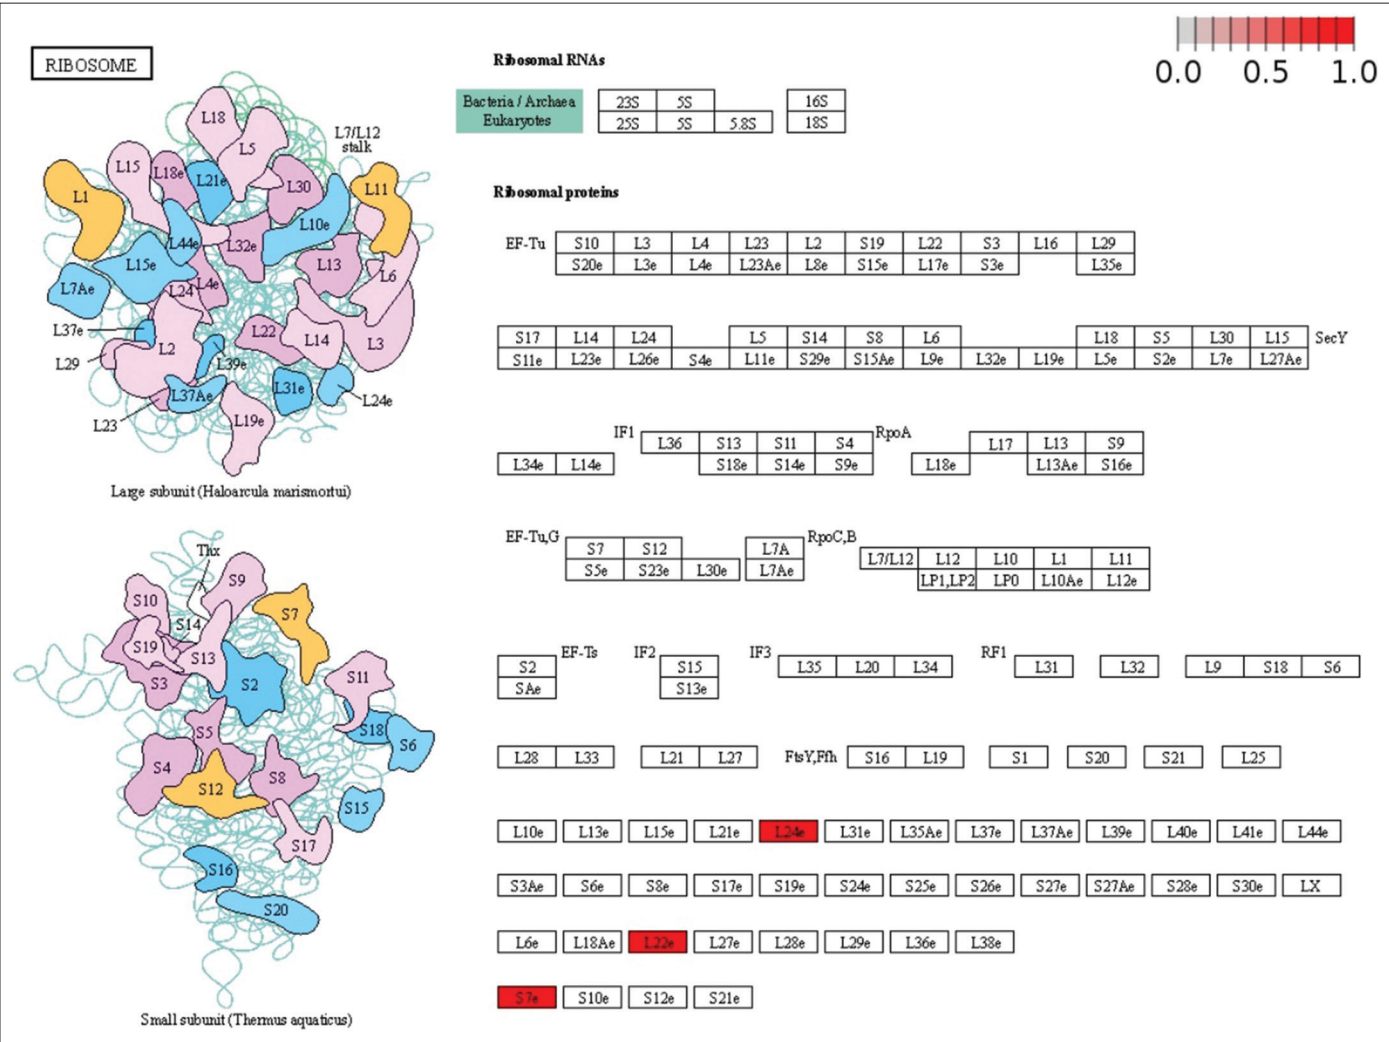 RIBOSOME
0.0 0.5 1.0
Ribosomal RNAs
Bacteria / Archaea 23S 5S 16S
Eukaryotes 25S 5S 5.8S 18S
L18
L5
L7/L12
stalk
L15
L18e
L21e
L30
L11
L1
L10e
L44e
L32e
L15e
L13
L6
L7Ae
L24
L4e
L37e
L22
L14
L3
L2
L29
L39e
L37Ae
L31e
L24e
L23
L19e
Large subunit (Haloarcula marismortui)
Thx
S9
S10
S7
S14
S19
S13
S3
S2
S11
S18
S6
S5
S4
S8
S12
S15
S17
S16
S20
Small subunit (Thermus aquaticus)
Ribosomal proteins
EF-Tu S10 L3 L4 L23 L2 S19 L22 S3 L16 L29
S20e L3e L4e L23Ae L8e S15e L17e S3e L35e
S17 L14 L24 L5 S14 S8 L6 L18 S5 L30 L15 SecY
S11e L23e L26e S4e L11e S29e S15Ae L9e L32e L19e L5e S2e L7e L27Ae
IF1 L36 S13 S11 S4 RpoA L17 L13 S9
L34e L14e S18e S14e S9e L18e L13Ae S16e
EF-Tu,G S7 S12 L7A RpoC,B L7/L12 L12 L10 L1 L11
S5e S23e L30e L7Ae LP1,LP2 LP0 L10Ae L12e
S2 EF-Ts IF2 S15 IF3 L35 L20 L34 RF1 L31 L32 L9 S18 S6
SAe S13e
L28 L33 L21 L27 FtsY,Ffh S16 L19 S1 S20 S21 L25
L10e L13e L15e L21e L24e L31e L35Ae L37e L37Ae L39e L40e L41e L44e
S3Ae S6e S8e S17e S19e S24e S25e S26e S27e S27Ae S28e S30e LX
L6e L18Ae L22e L27e L28e L29e L36e L38e
S7e S10e S12e S21e